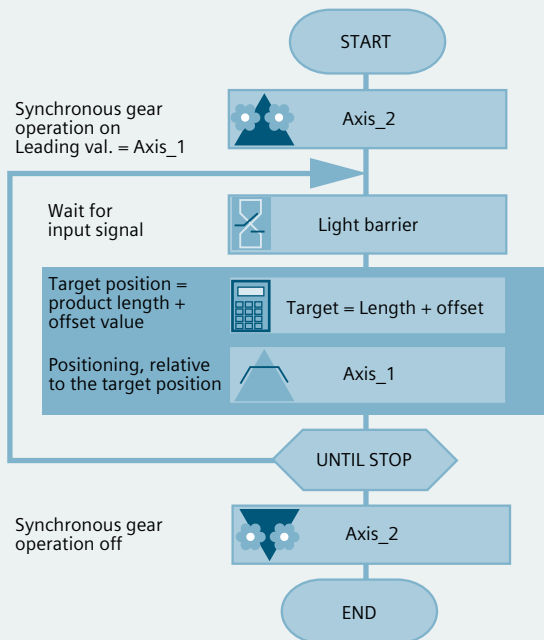 START
Synchronous gear
operation on
Leading val. = Axis_1
Axis_2
Wait for
input signal
Light barrier
Target position =
product length +
offset value
Target = Length + offset
Positioning, relative
to the target position
Axis_1
UNTIL STOP
Synchronous gear
operation off
Axis_2
END